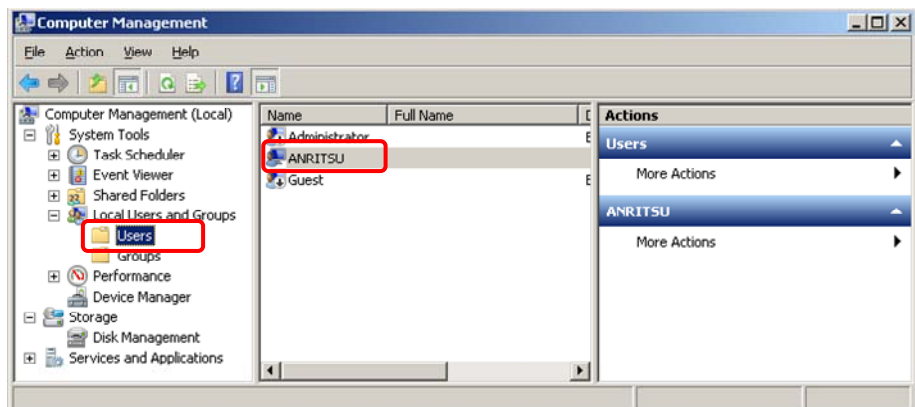 Computer Management
File Action View Help
Computer Management (Local)
System Tools
Task Scheduler
Event Viewer
Shared Folders
Local Users and Groups
Users
Groups
Performance
Device Manager
Storage
Disk Management
Services and Applications
Name Full Name
Administrator
ANRITSU
Guest
Actions
Users
More Actions
ANRITSU
More Actions